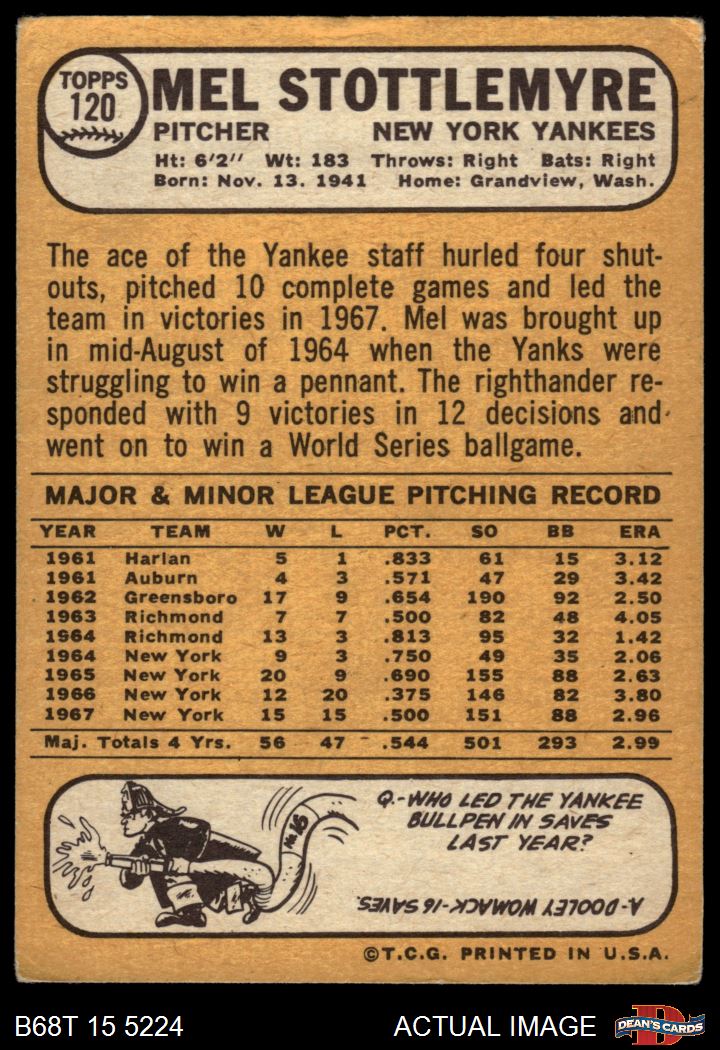 TOPPS
120
MEL STOTTLEMYRE
PITCHER NEW YORK YANKEES
Ht: 6'2" Wt: 183 Throws: Right Bats: Right
Born: Nov. 13. 1941 Home: Grandview, Wash.
The ace of the Yankee staff hurled four shut-
outs, pitched 10 complete games and led the
team in victories in 1967. Mel was brought up
in mid-August of 1964 when the Yanks were
struggling to win a pennant. The righthander re-
sponded with 9 victories in 12 decisions and
went on to win a World Series ballgame.
MAJOR & MINOR LEAGUE PITCHING RECORD
YEAR TEAM W L PCT. SO BB ERA
1961 Harlan 5 1 .833 61 15 3.12
1961 Auburn 4 3 .571 47 29 3.42
1962 Greensboro 17 9 .654 190 92 2.50
1963 Richmond 7 7 .500 82 48 4.05
1964 Richmond 13 3 .813 95 32 1.42
1964 New York 9 3 .750 49 35 2.06
1965 New York 20 9 .690 155 88 2.63
1966 New York 12 20 .375 146 82 3.80
1967 New York 15 15 .500 151 88 2.96
Maj. Totals 4 Yrs. 56 47 .544 501 293 2.99
No. 16
Q.-WHO LED THE YANKEE
BULLPEN IN SAVES
LAST YEAR?
A-DOOLEY WOMACK-16 SAVES.
©T.C.G. PRINTED IN U.S.A.
B68T 15 5224 ACTUAL IMAGE
D
DEAN'S CARDS